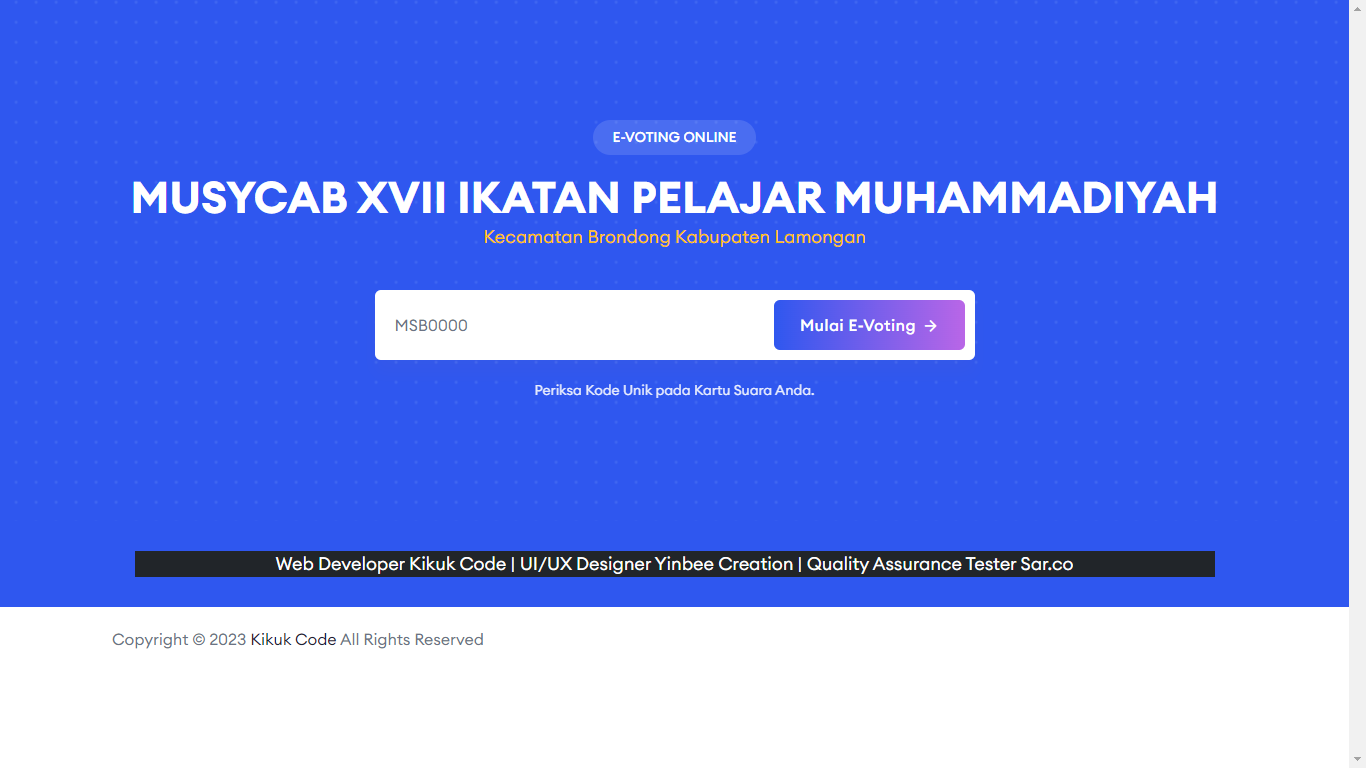 E-VOTING ONLINE
MUSYCAB XVII IKATAN PELAJAR MUHAMMADIYAH
Kecamatan Brondong Kabupaten Lamongan
MSB0000
Mulai E-Voting →
Periksa Kode Unik pada Kartu Suara Anda.
Web Developer Kikuk Code | UI/UX Designer Yinbee Creation | Quality Assurance Tester Sar.co
Copyright © 2023 Kikuk Code All Rights Reserved